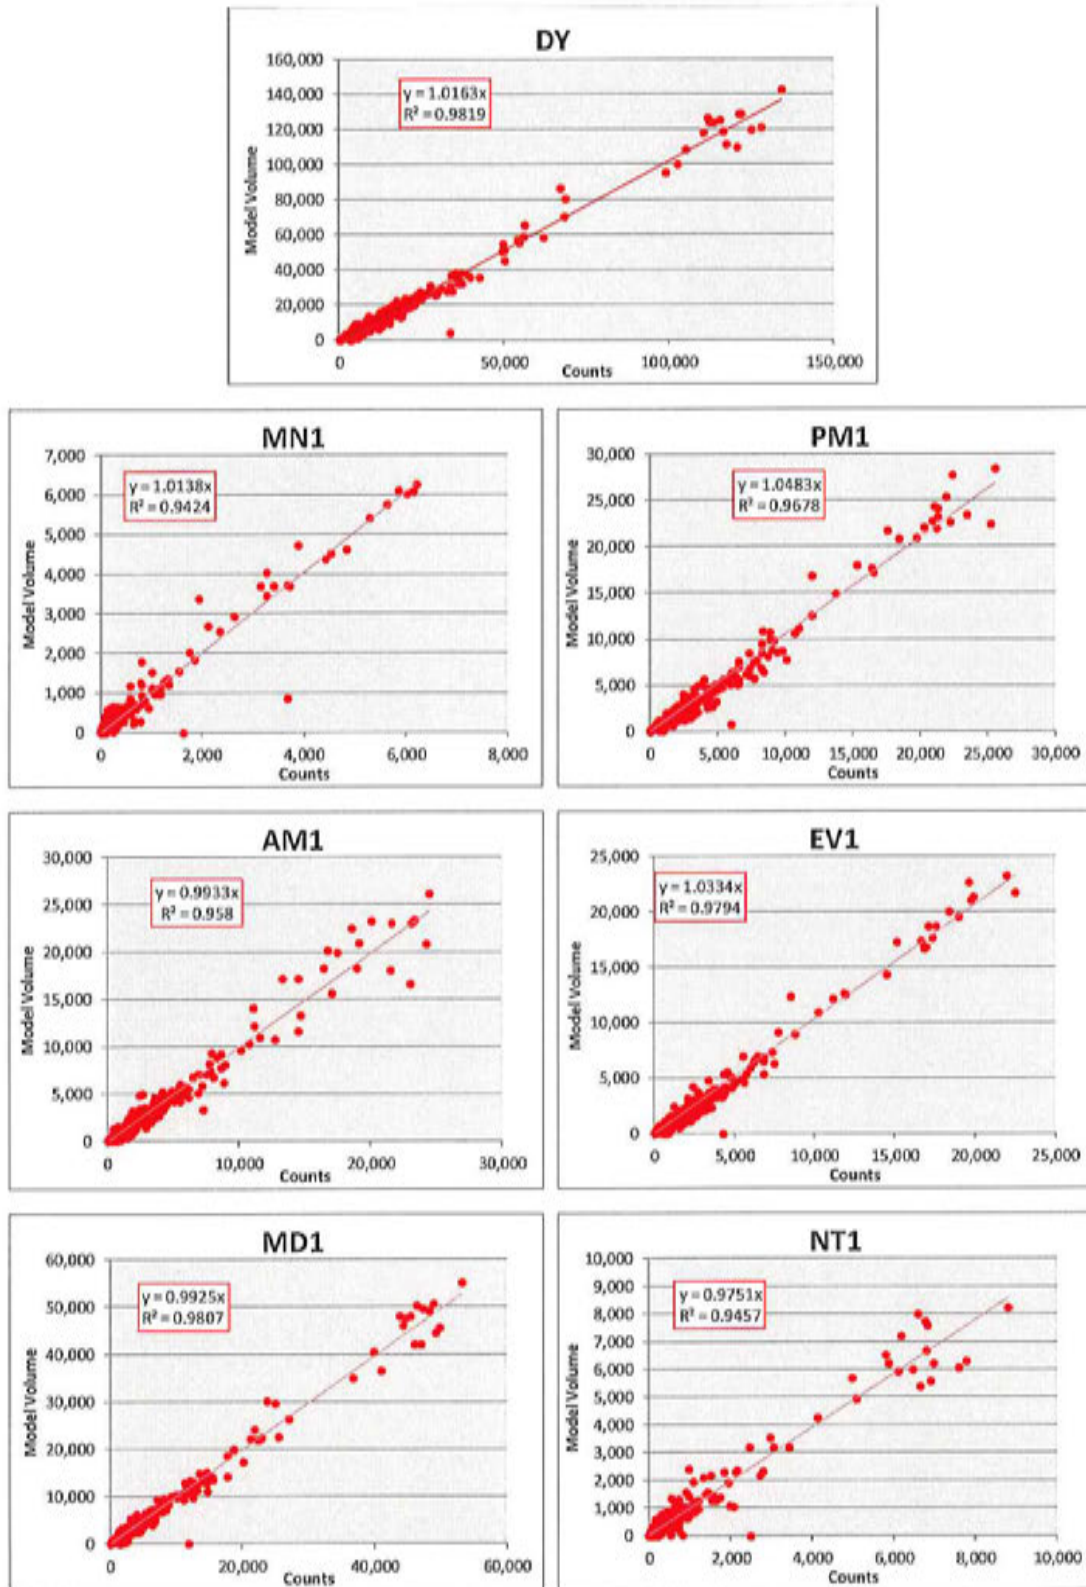 DY
160,000
140,000
120,000
100,000
80,000
60,000
40,000
20,000
0
y = 1.0163x
R² = 0.9819
Model Volume
0 50,000 100,000 150,000
Counts
MN1
7,000
6,000
5,000
4,000
3,000
2,000
1,000
0
y = 1.0138x
R² = 0.9424
Model Volume
0 2,000 4,000 6,000 8,000
Counts
PM1
30,000
25,000
20,000
15,000
10,000
5,000
0
y = 1.0483x
R² = 0.9678
Model Volume
0 5,000 10,000 15,000 20,000 25,000 30,000
Counts
AM1
30,000
25,000
20,000
15,000
10,000
5,000
0
y = 0.9933x
R² = 0.958
Model Volume
0 10,000 20,000 30,000
Counts
EV1
25,000
20,000
15,000
10,000
5,000
0
y = 1.0334x
R² = 0.9794
Model Volume
0 5,000 10,000 15,000 20,000 25,000
Counts
MD1
60,000
50,000
40,000
30,000
20,000
10,000
0
y = 0.9925x
R² = 0.9807
Model Volume
0 20,000 40,000 60,000
Counts
NT1
10,000
9,000
8,000
7,000
6,000
5,000
4,000
3,000
2,000
1,000
0
y = 0.9751x
R² = 0.9457
Model Volume
0 2,000 4,000 6,000 8,000 10,000
Counts